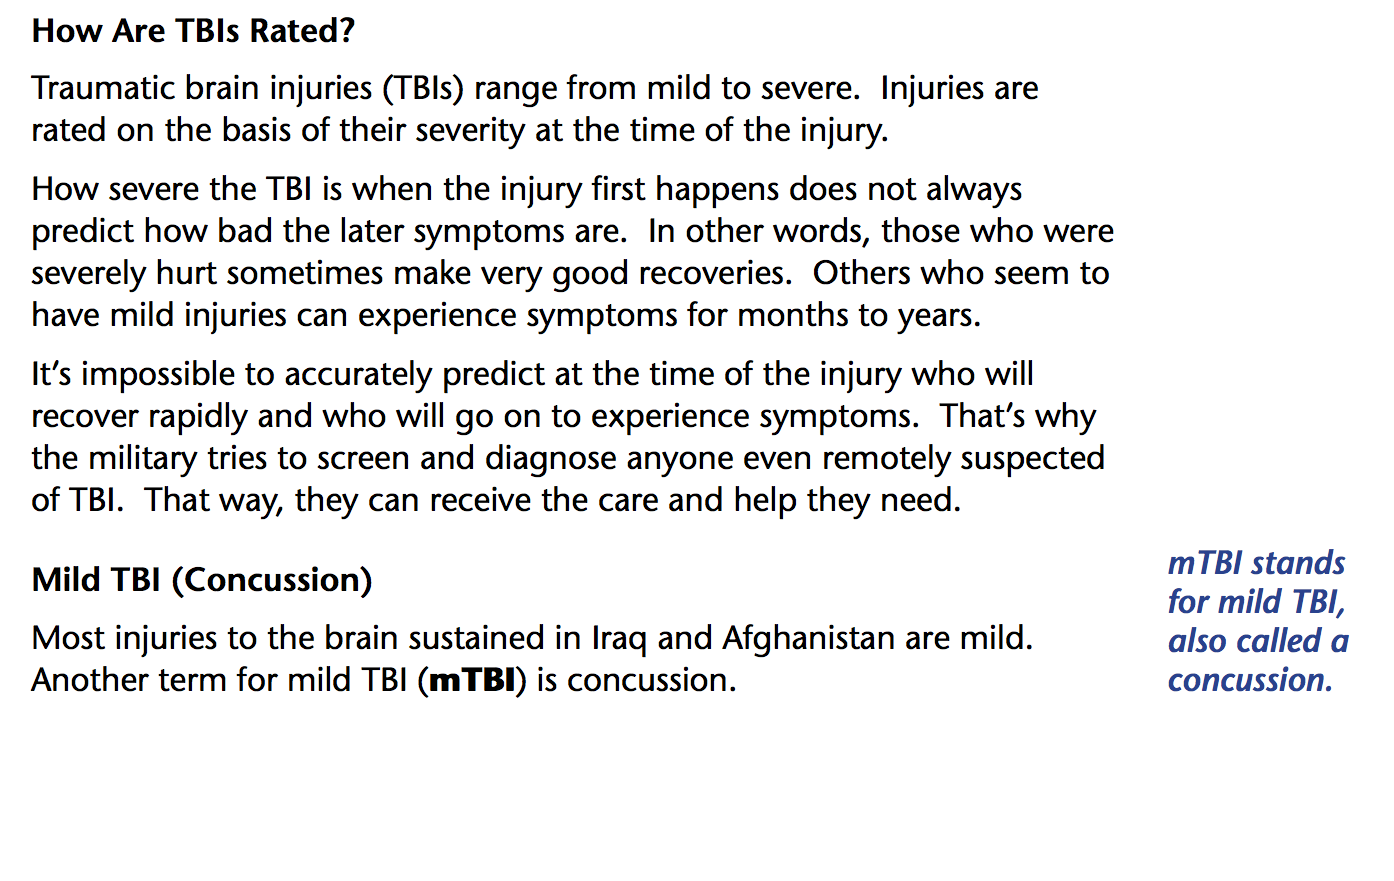 How Are TBIs Rated?
Traumatic brain injuries (TBIs) range from mild to severe.  Injuries are
rated on the basis of their severity at the time of the injury.
How severe the TBI is when the injury first happens does not always
predict how bad the later symptoms are.  In other words, those who were
severely hurt sometimes make very good recoveries.  Others who seem to
have mild injuries can experience symptoms for months to years.
It’s impossible to accurately predict at the time of the injury who will
recover rapidly and who will go on to experience symptoms.  That’s why
the military tries to screen and diagnose anyone even remotely suspected
of TBI.  That way, they can receive the care and help they need.
Mild TBI (Concussion)
Most injuries to the brain sustained in Iraq and Afghanistan are mild.
Another term for mild TBI (mTBI) is concussion.
mTBI stands
for mild TBI,
also called a
concussion.